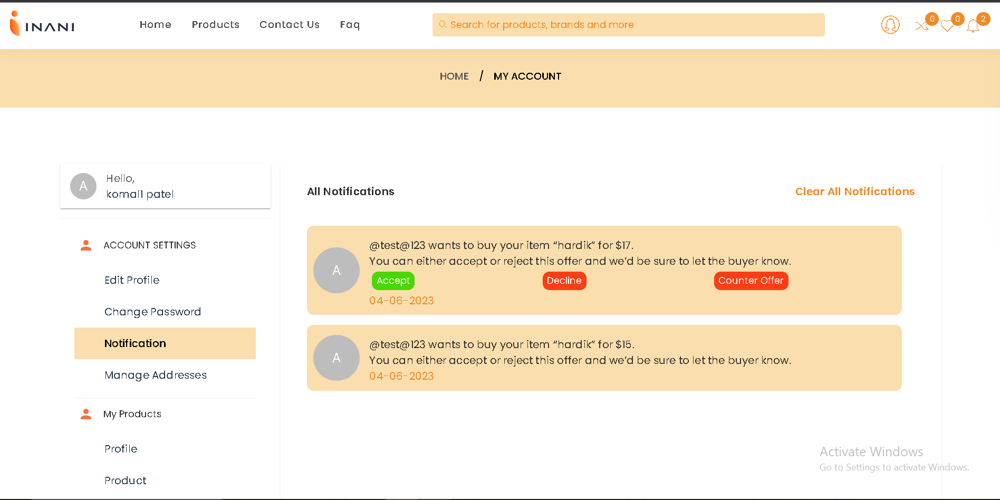 INANI
Home Products Contact Us Faq
Search for products, brands and more
0 0 2
HOME / MY ACCOUNT
A
Hello,
komal1 patel
ACCOUNT SETTINGS
Edit Profile
Change Password
Notification
Manage Addresses
My Products
Profile
Product
All Notifications
Clear All Notifications
A
@test@123 wants to buy your item “hardik” for $17.
You can either accept or reject this offer and we’d be sure to let the buyer know.
Accept Decline Counter Offer
04-06-2023
A
@test@123 wants to buy your item “hardik” for $15.
You can either accept or reject this offer and we’d be sure to let the buyer know.
04-06-2023
Activate Windows
Go to Settings to activate Windows.